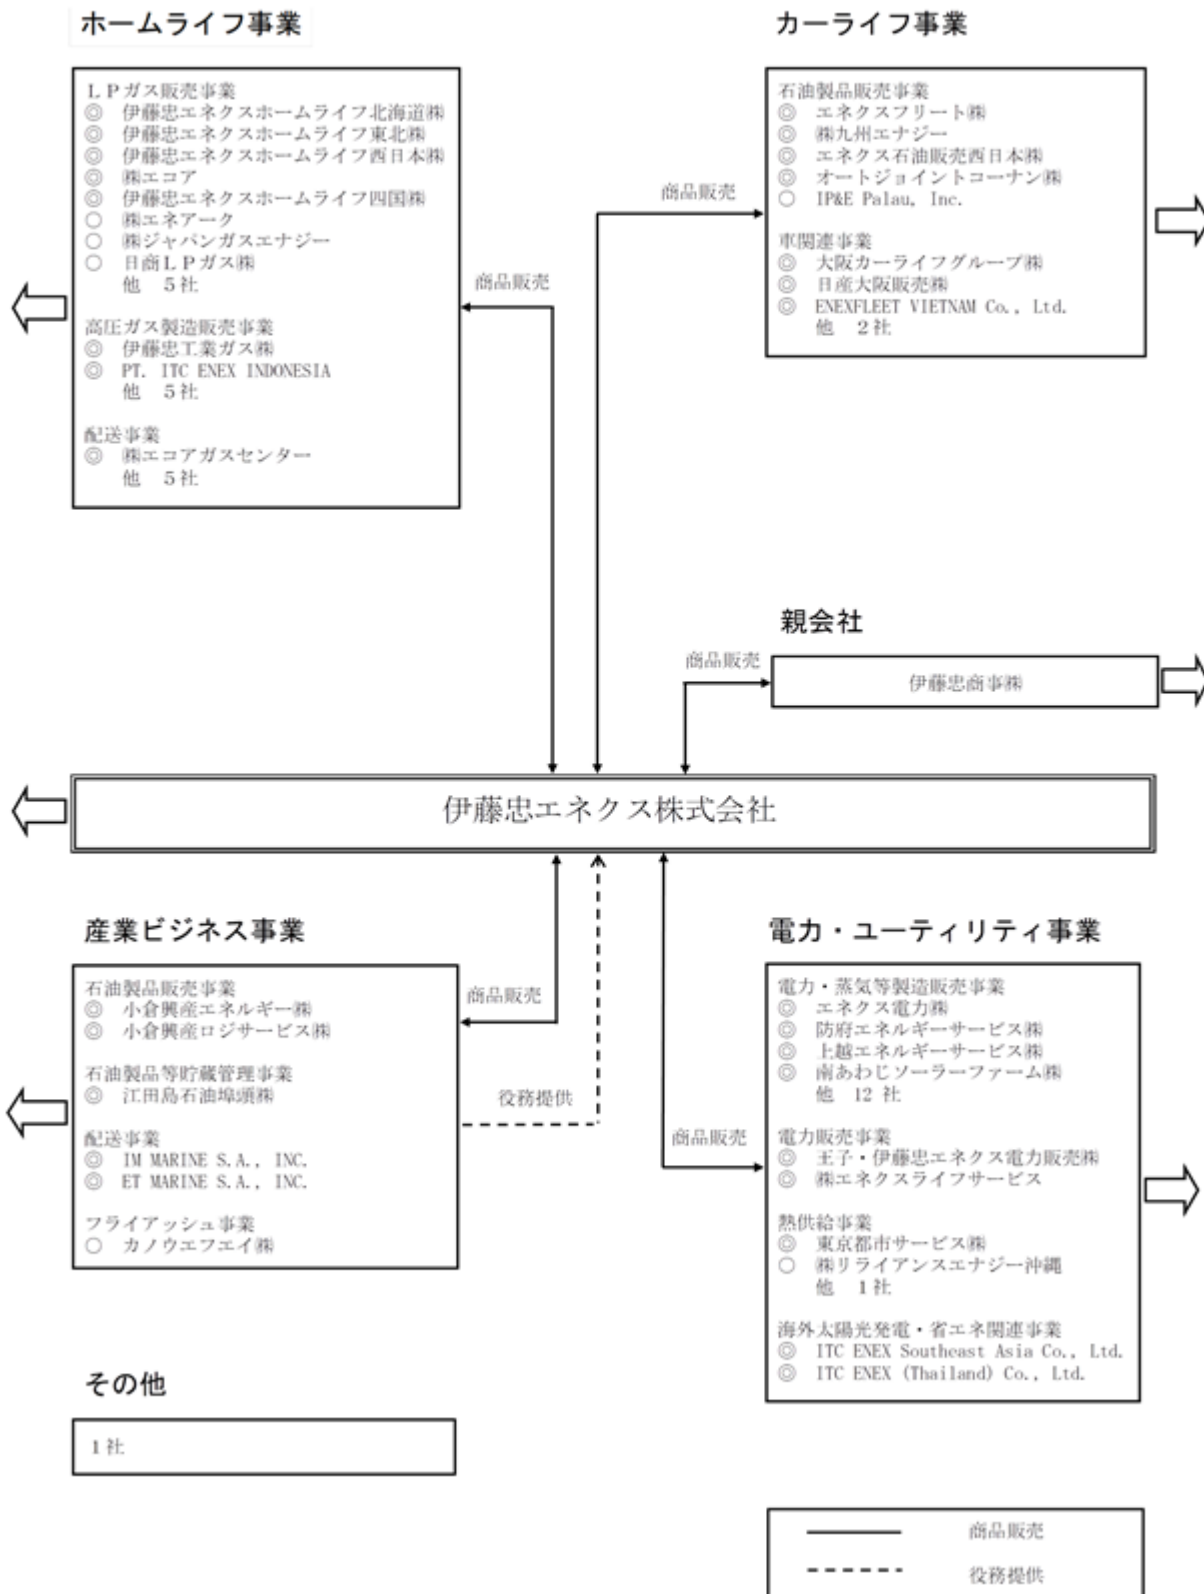 ホームライフ事業
ＬＰガス販売事業
◎ 伊藤忠エネクスホームライフ北海道㈱
◎ 伊藤忠エネクスホームライフ東北㈱
◎ 伊藤忠エネクスホームライフ西日本㈱
◎ ㈱エコア
◎ 伊藤忠エネクスホームライフ四国㈱
○ ㈱エネアーク
○ ㈱ジャパンガスエナジー
○ 日商ＬＰガス㈱
他 5社
高圧ガス製造販売事業
◎ 伊藤忠工業ガス㈱
◎ PT. ITC ENEX INDONESIA
他 5社
配送事業
◎ ㈱エコアガスセンター
他 5社
商品販売
カーライフ事業
石油製品販売事業
◎ エネクスフリート㈱
◎ ㈱九州エナジー
◎ エネクス石油販売西日本㈱
◎ オートジョイントコーナン㈱
○ IP&E Palau, Inc.
車関連事業
◎ 大阪カーライフグループ㈱
◎ 日産大阪販売㈱
◎ ENEXFLEET VIETNAM Co., Ltd.
他 2社
商品販売
親会社
商品販売
伊藤忠商事㈱
伊藤忠エネクス株式会社
産業ビジネス事業
石油製品販売事業
◎ 小倉興産エネルギー㈱
◎ 小倉興産ロジサービス㈱
石油製品等貯蔵管理事業
◎ 江田島石油埠頭㈱
配送事業
◎ IM MARINE S.A., INC.
◎ ET MARINE S.A., INC.
フライアッシュ事業
○ カノウエフエイ㈱
商品販売
役務提供
電力・ユーティリティ事業
電力・蒸気等製造販売事業
◎ エネクス電力㈱
◎ 防府エネルギーサービス㈱
◎ 上越エネルギーサービス㈱
◎ 南あわじソーラーファーム㈱
他 12 社
電力販売事業
◎ 王子・伊藤忠エネクス電力販売㈱
◎ ㈱エネクスライフサービス
熱供給事業
◎ 東京都市サービス㈱
○ ㈱リライアンスエナジー沖縄
他 1社
海外太陽光発電・省エネ関連事業
◎ ITC ENEX Southeast Asia Co., Ltd.
◎ ITC ENEX (Thailand) Co., Ltd.
商品販売
その他
1社
商品販売
役務提供